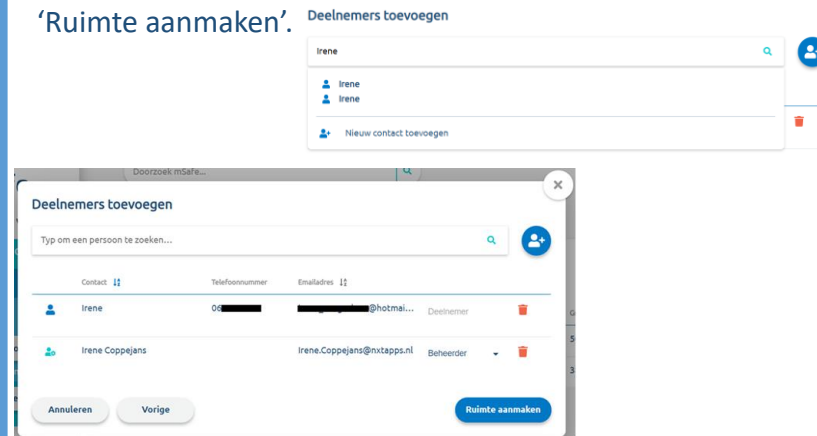 ‘Ruimte aanmaken’.
Deelnemers toevoegen
Irene
Irene
Irene
Nieuw contact toevoegen
Doorzoek mSafe...
Deelnemers toevoegen
Typ om een persoon te zoeken...
Contact Telefoonnummer Emailadres
Irene 06 @hotmai... Deelnemer
Irene Coppejans Irene.Coppejans@nxtapps.nl Beheerder
Annuleren Vorige Ruimte aanmaken